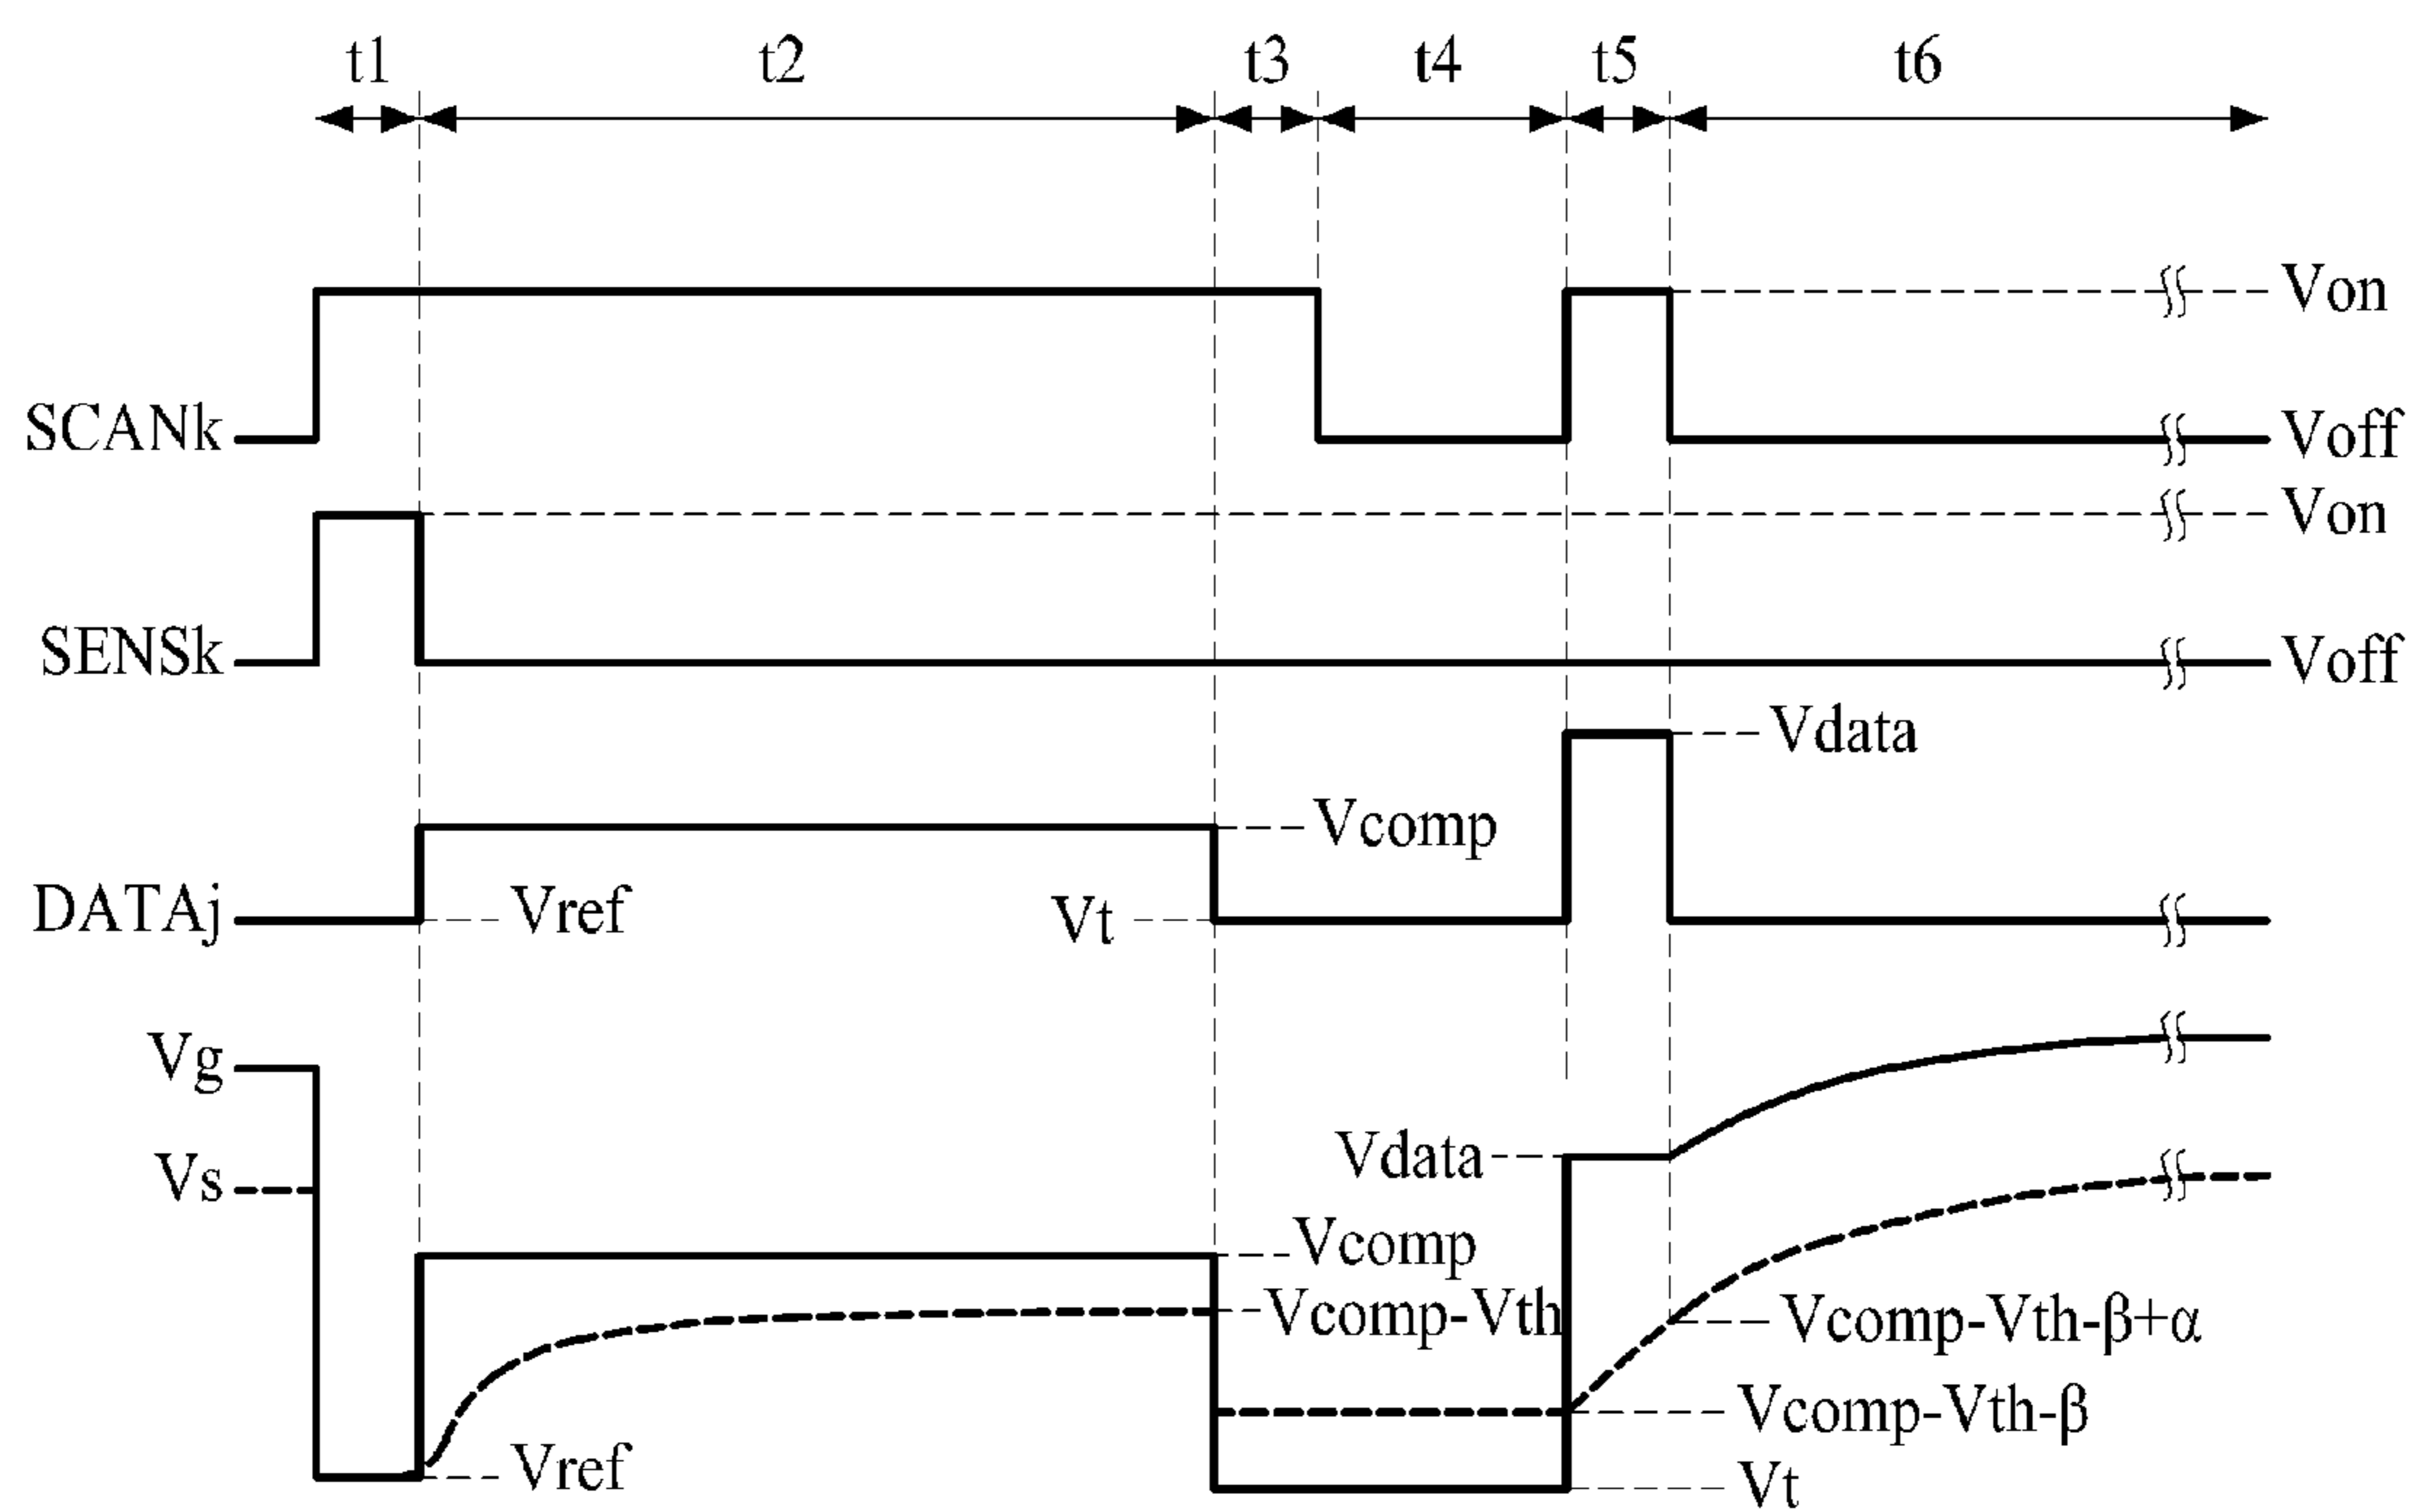 t1 t2 t3 t4 t5 t6
Von
SCANk Voff
Von
SENSk Voff
Vdata
Vcomp
DATAj Vref Vt
Vg
Vdata
Vs
Vcomp
Vcomp-Vth Vcomp-Vth-β+α
Vcomp-Vth-β
Vref Vt